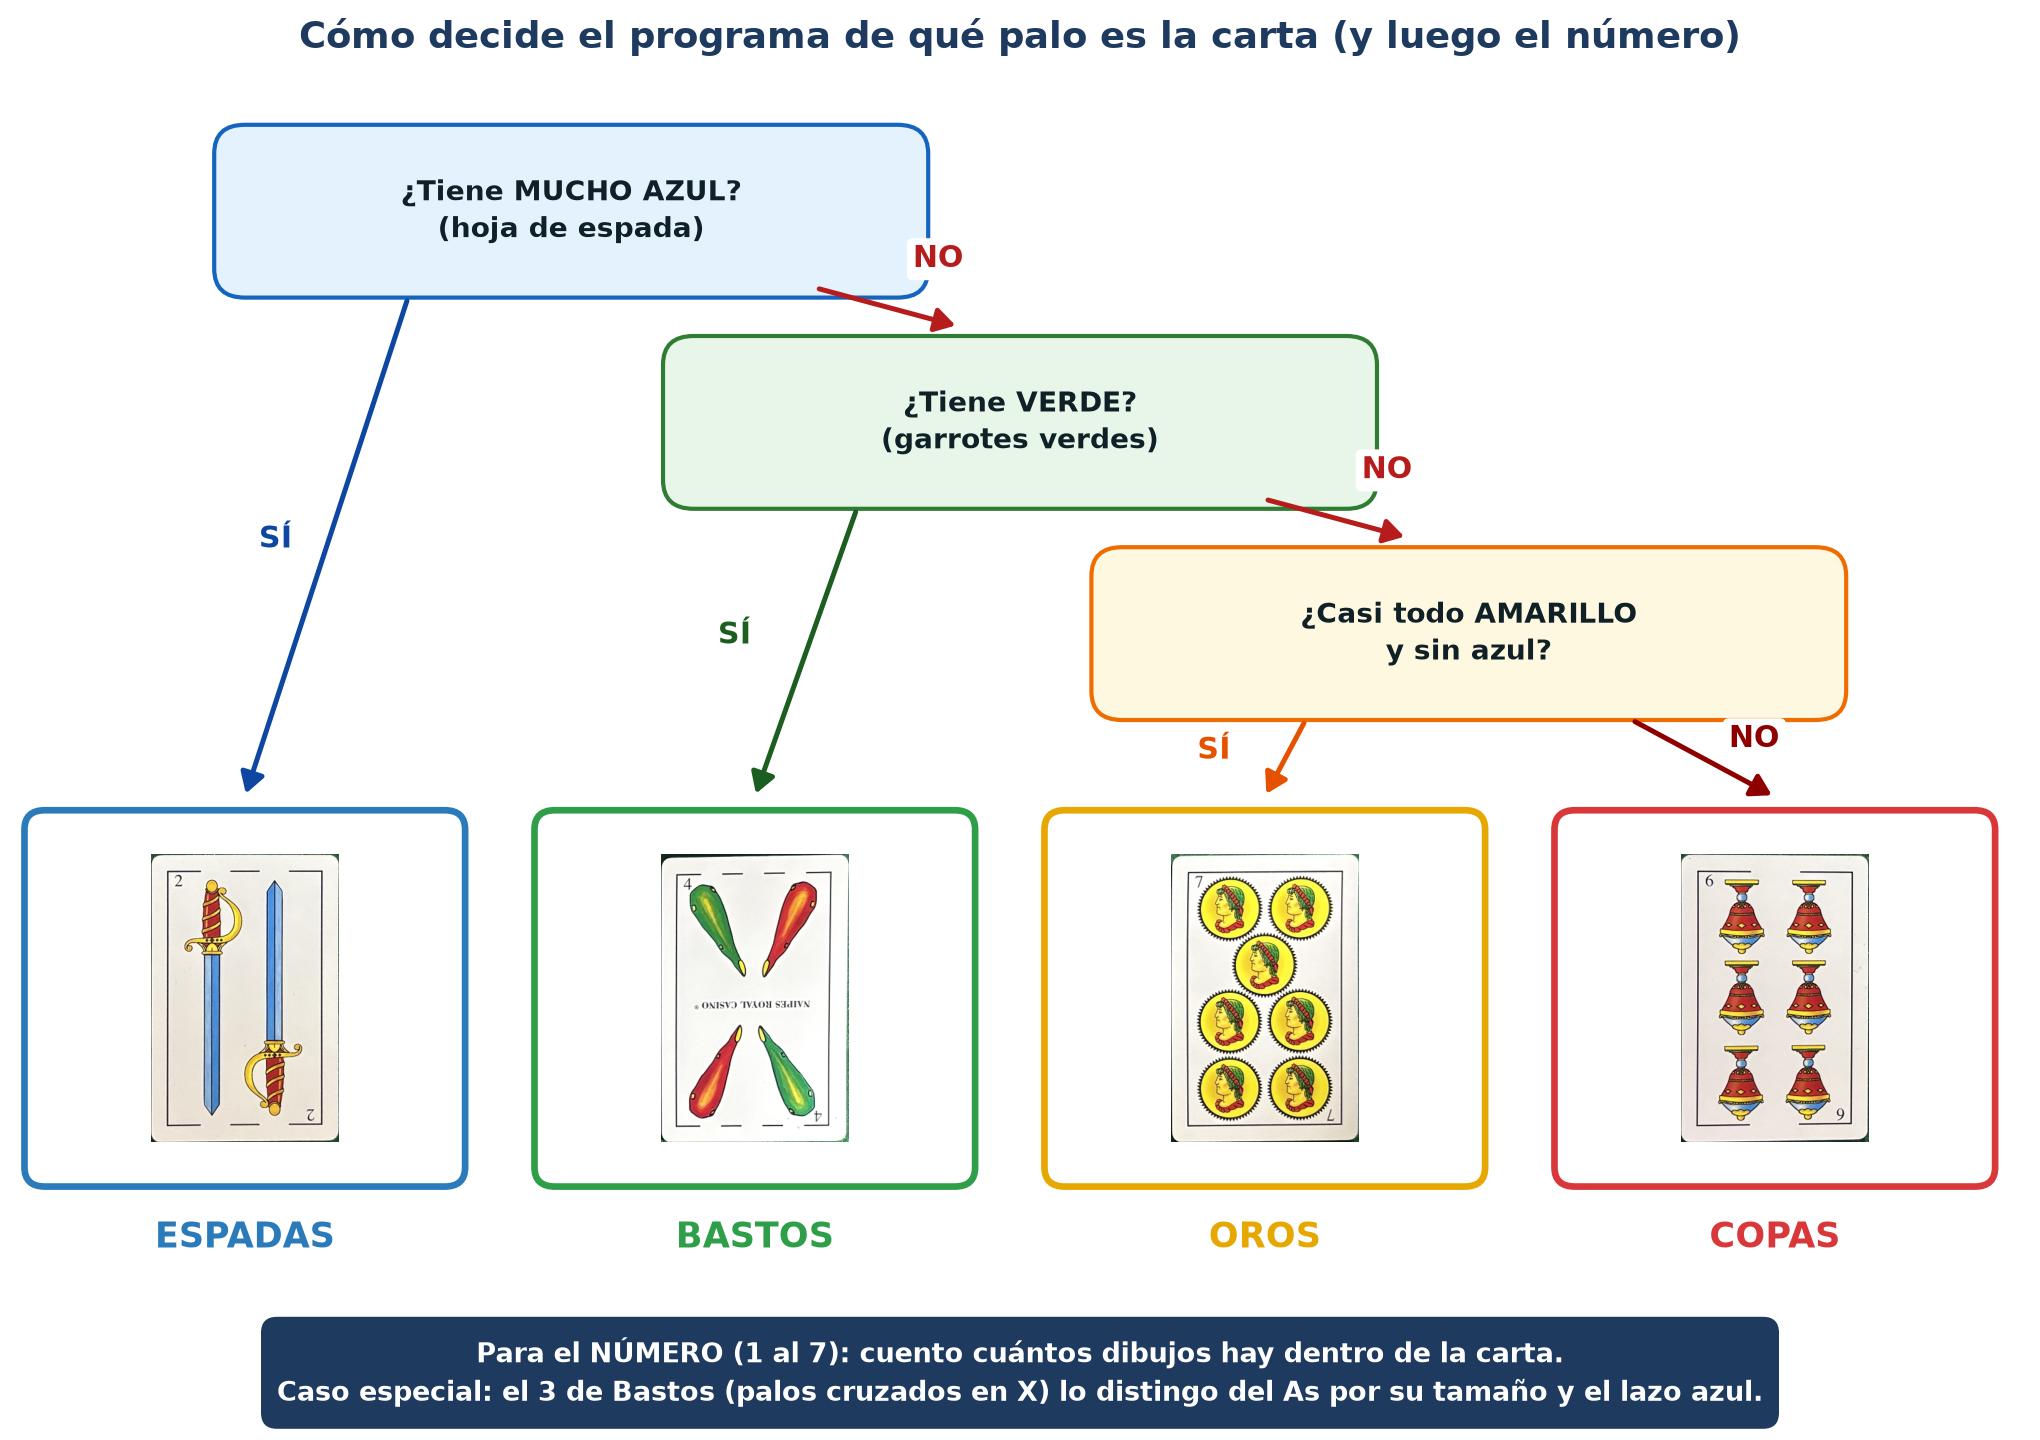 Cómo decide el programa de qué palo es la carta (y luego el número)
¿Tiene MUCHO AZUL?
(hoja de espada)
NO
¿Tiene VERDE?
(garrotes verdes)
NO
SÍ
¿Casi todo AMARILLO
y sin azul?
SÍ
SÍ
NO
2
2
4
NAIPES ROYAL CASINO ®
4
7
7
6
6
ESPADAS
BASTOS
OROS
COPAS
Para el NÚMERO (1 al 7): cuento cuántos dibujos hay dentro de la carta.
Caso especial: el 3 de Bastos (palos cruzados en X) lo distingo del As por su tamaño y el lazo azul.